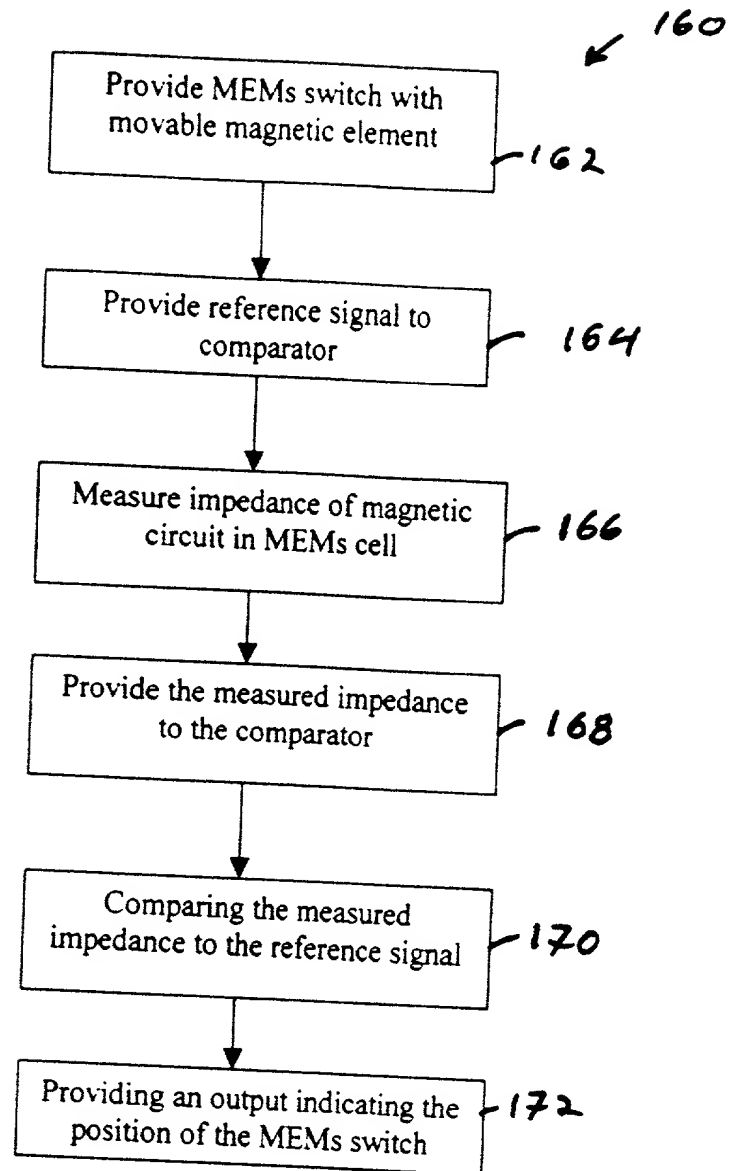 160
Provide MEMs switch with
movable magnetic element
162
Provide reference signal to
comparator
164
Measure impedance of magnetic
circuit in MEMs cell
166
Provide the measured impedance
to the comparator
168
Comparing the measured
impedance to the reference signal
170
Providing an output indicating the
position of the MEMs switch
172